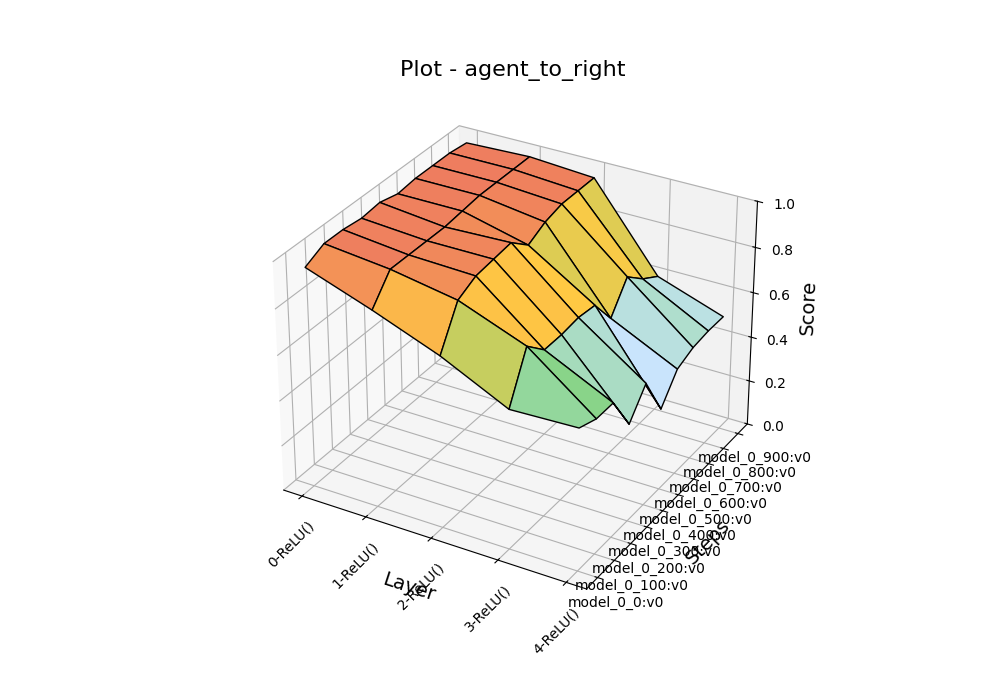 Plot - agent_to_right
1.0
0.8
0.6
0.4
0.2
0.0
Score
model_0_900:v0
model_0_800:v0
model_0_700:v0
model_0_600:v0
model_0_500:v0
model_0_400:v0
model_0_300:v0
model_0_200:v0
model_0_100:v0
model_0_0:v0
Steps
0-ReLU()
1-ReLU()
2-ReLU()
3-ReLU()
4-ReLU()
Layer